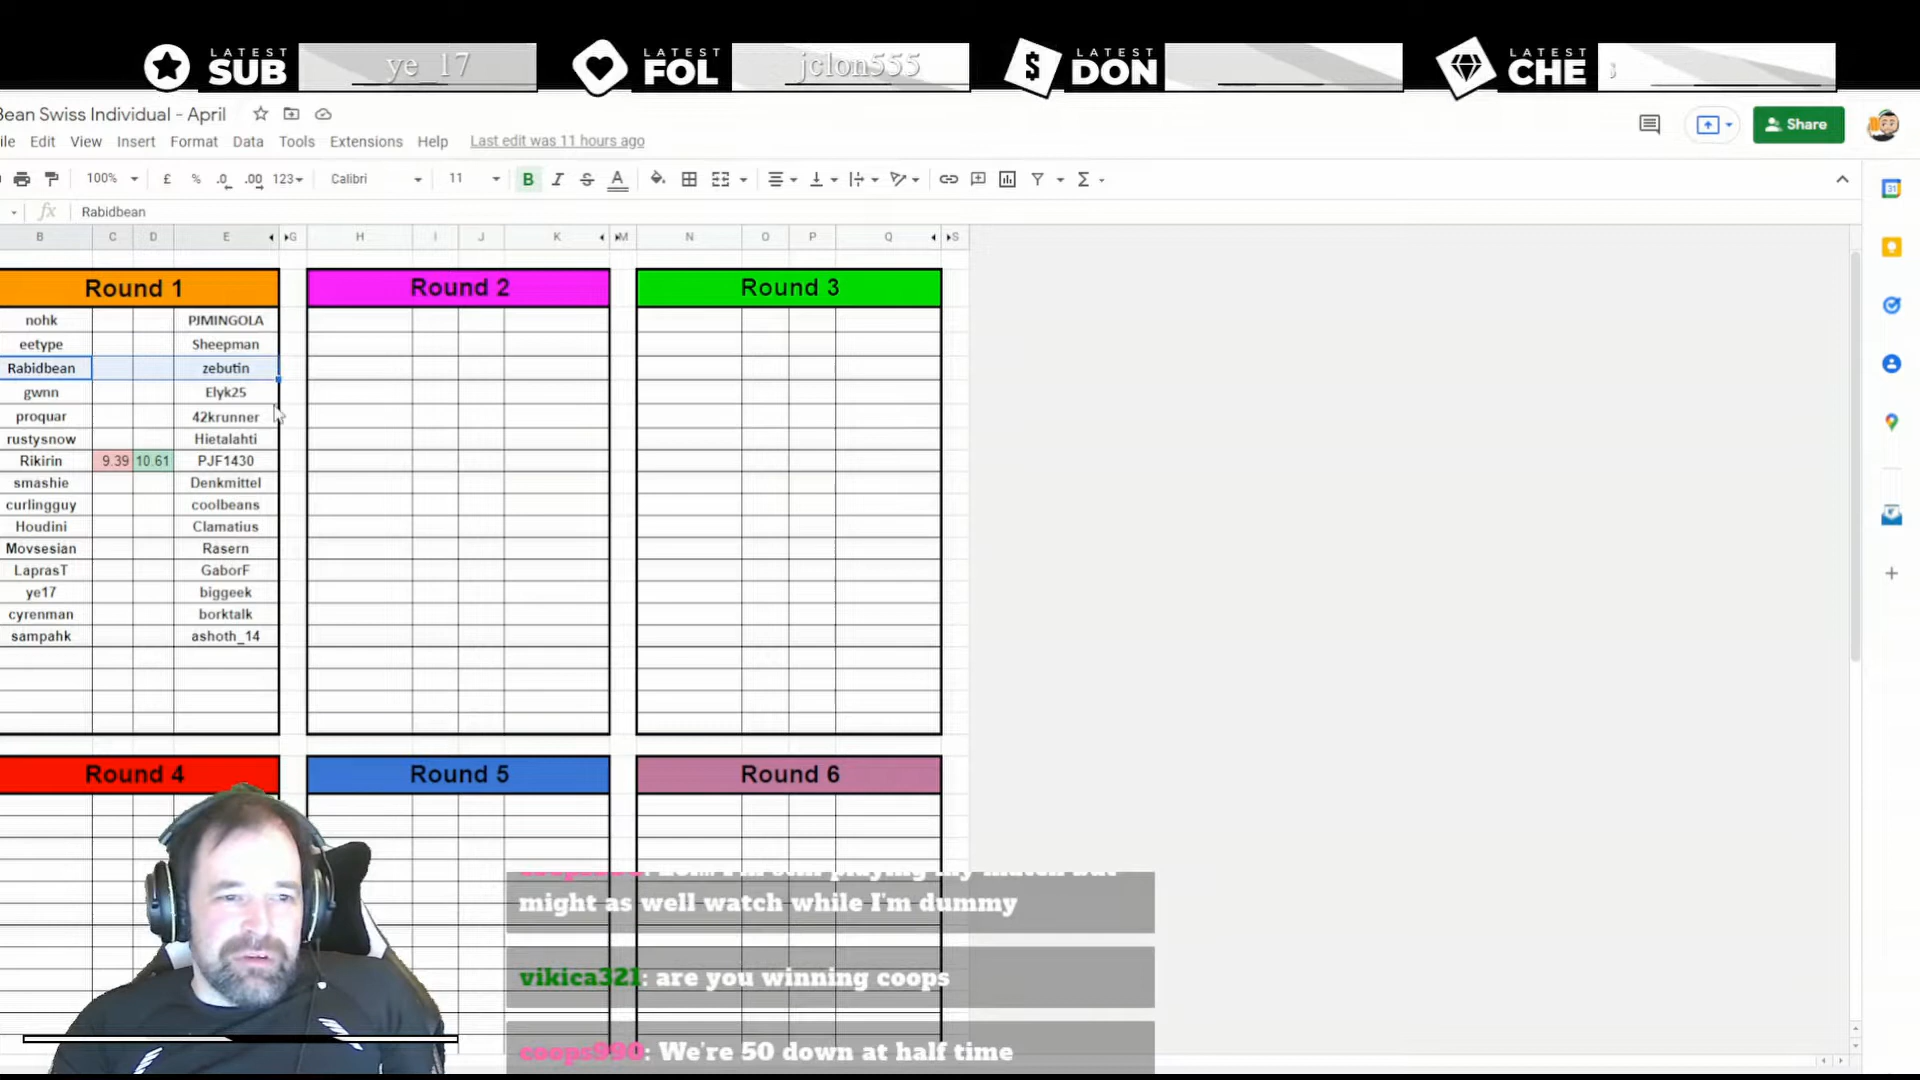 LATEST SUB ye_17 LATEST FOL jclon555 LATEST DON LATEST CHE
Bean Swiss Individual - April
Edit View Insert Format Data Tools Extensions Help Last edit was 11 hours ago
Share
100% £ % .0 .00 123 Calibri 11 B I S A Σ
fx Rabidbean
B C D E G H I J K M N O P Q S
Round 1 Round 2 Round 3
nohk PJMINGOLA
eetype Sheepman
Rabidbean zebutin
gwnn Elyk25
proquar 42krunner
rustysnow Hietalahti
Rikirin 9.39 10.61 PJF1430
smashie Denkmittel
curlingguy coolbeans
Houdini Clamatius
Movsesian Rasern
LaprasT GaborF
ye17 biggeek
cyrenman borktalk
sampahk ashoth_14
Round 4 Round 5 Round 6
might as well watch while I'm dummy
vikica321: are you winning coops
coops990: We're 50 down at half time
31